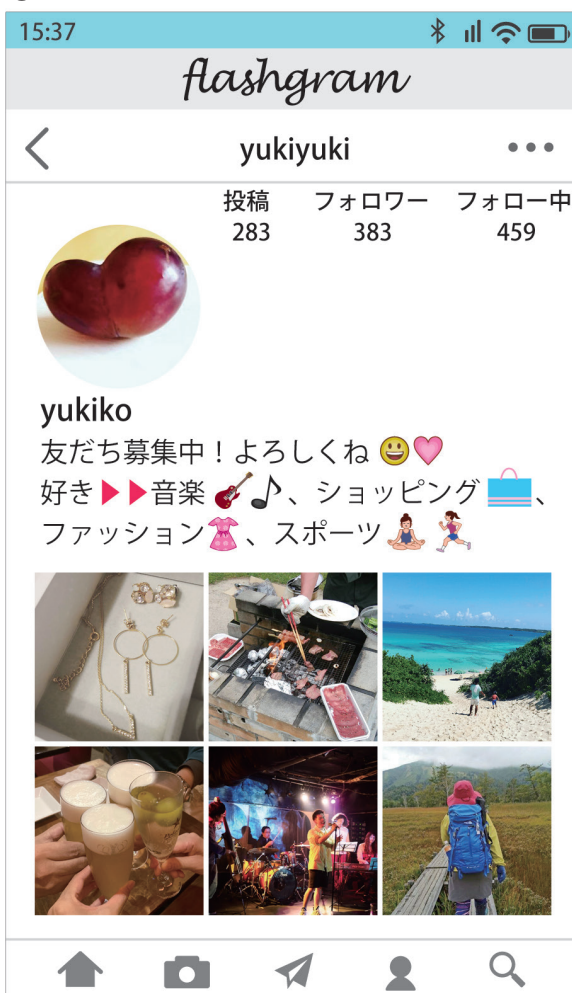 15:37
flashgram
yukiyuki
投稿 フォロワー フォロー中
283 383 459
yukiko
友だち募集中！よろしくね 😃💗
好き▶▶音楽 🎸♪、ショッピング🛍、
ファッション👗、スポーツ🧘🏃‍♀️